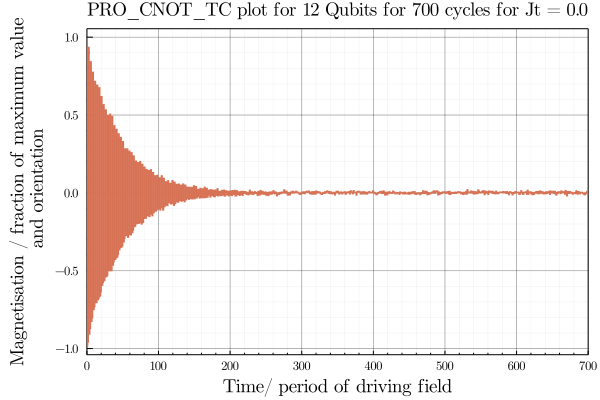 PRO_CNOT_TC plot for 12 Qubits for 700 cycles for Jt = 0.0
Magnetisation / fraction of maximum value
and orientation
1.0
0.5
0.0
−0.5
−1.0
0 100 200 300 400 500 600 700
Time/ period of driving field